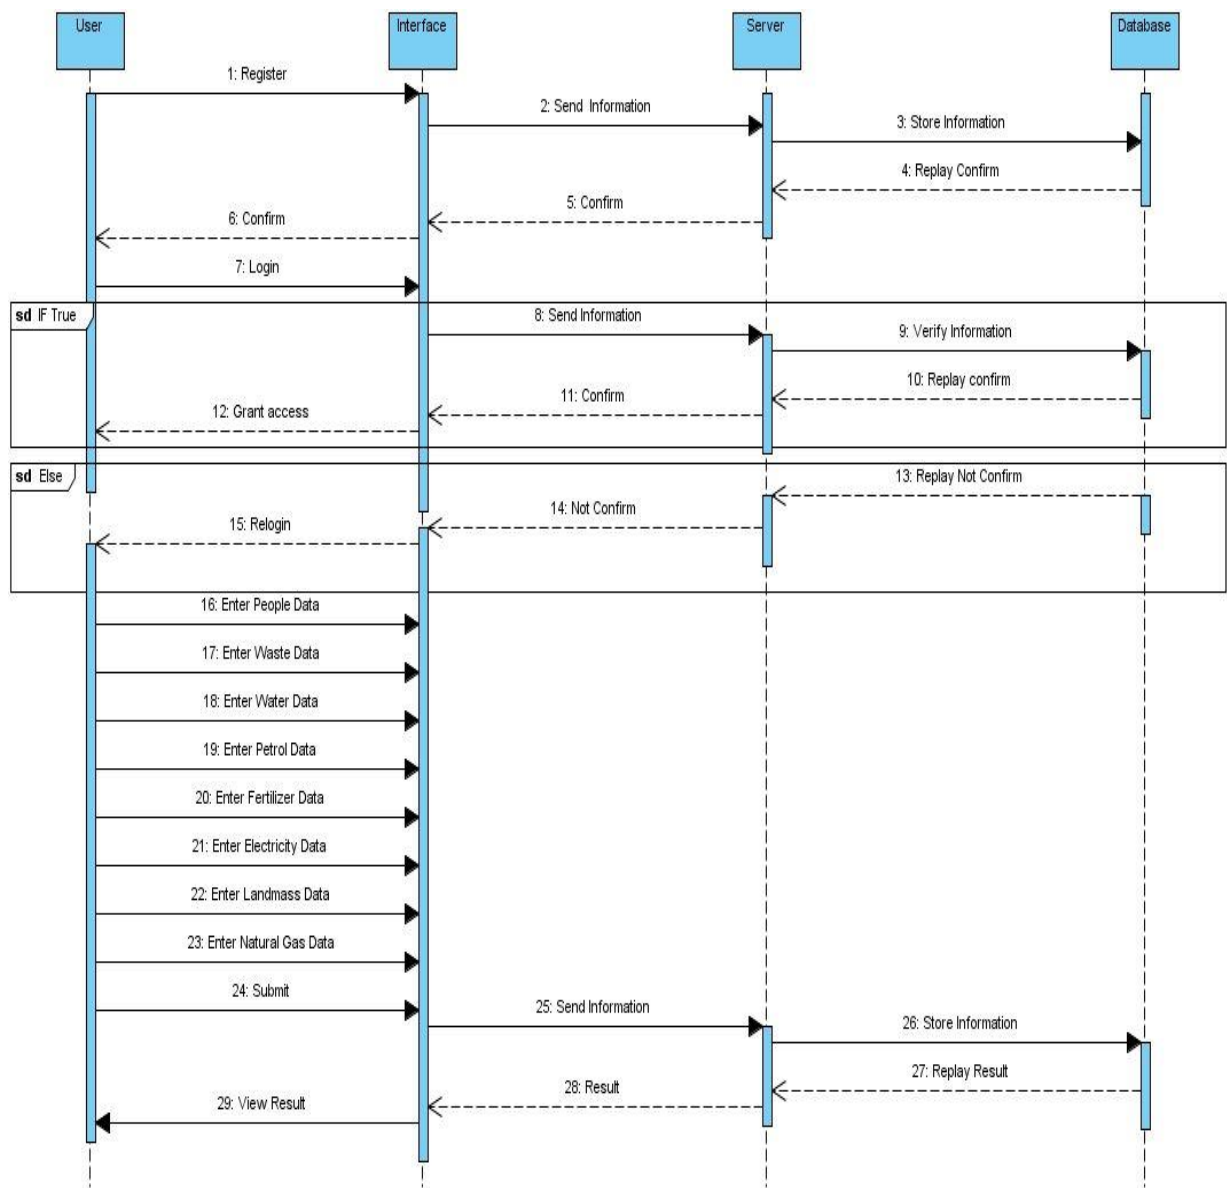 User
Interface
Server
Database
1: Register
2: Send Information
3: Store Information
4: Replay Confirm
5: Confirm
6: Confirm
7: Login
sd IF True
8: Send Information
9: Verify Information
10: Replay confirm
11: Confirm
12: Grant access
sd Else
13: Replay Not Confirm
14: Not Confirm
15: Relogin
16: Enter People Data
17: Enter Waste Data
18: Enter Water Data
19: Enter Petrol Data
20: Enter Fertilizer Data
21: Enter Electricity Data
22: Enter Landmass Data
23: Enter Natural Gas Data
24: Submit
25: Send Information
26: Store Information
27: Replay Result
28: Result
29: View Result